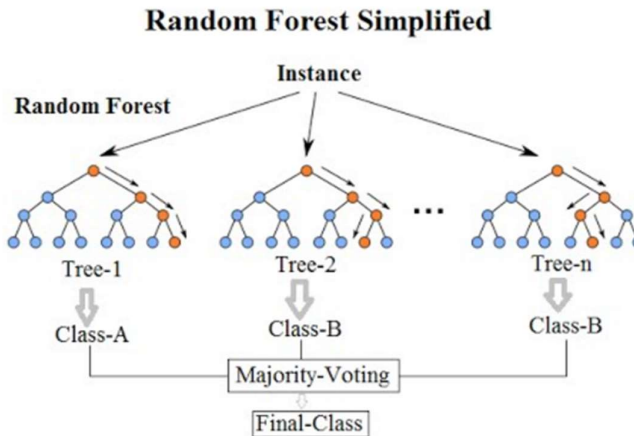 Random Forest Simplified
Instance
Random Forest
...
Tree-1
Tree-2
Tree-n
Class-A
Class-B
Class-B
Majority-Voting
Final-Class